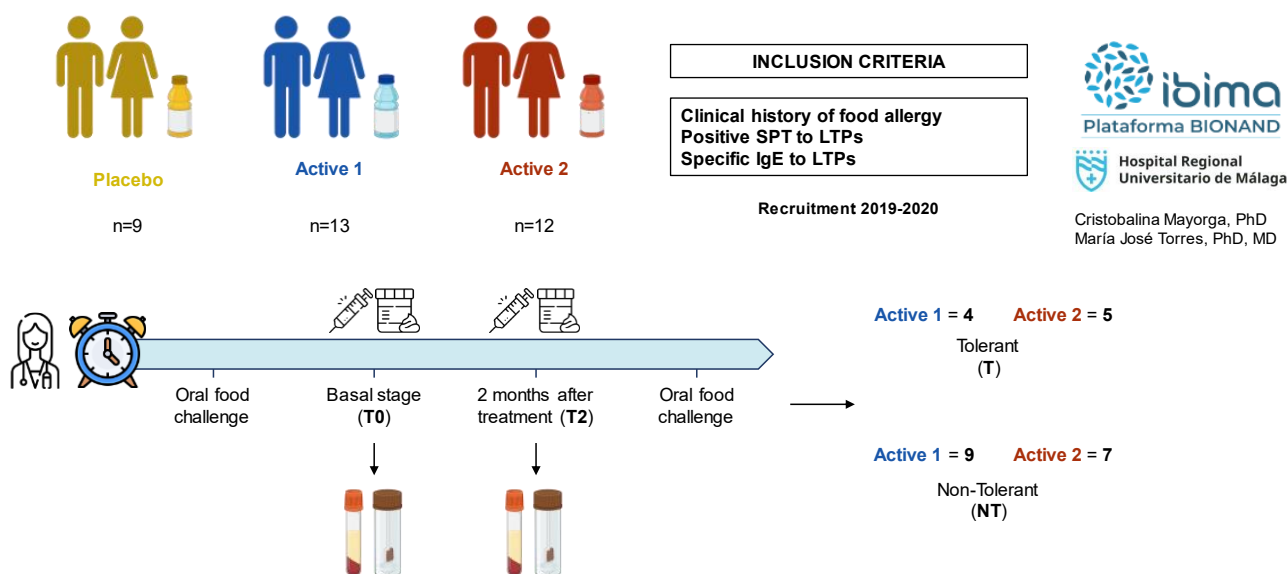 Placebo
Active 1
Active 2
n=9
n=13
n=12
INCLUSION CRITERIA
Clinical history of food allergy
Positive SPT to LTPs
Specific IgE to LTPs
Recruitment 2019-2020
ibima
Plataforma BIONAND
Hospital Regional
Universitario de Málaga
Cristobalina Mayorga, PhD
María José Torres, PhD, MD
Oral food
challenge
Basal stage
(T0)
2 months after
treatment (T2)
Oral food
challenge
Active 1 = 4 Active 2 = 5
Tolerant
(T)
Active 1 = 9 Active 2 = 7
Non-Tolerant
(NT)